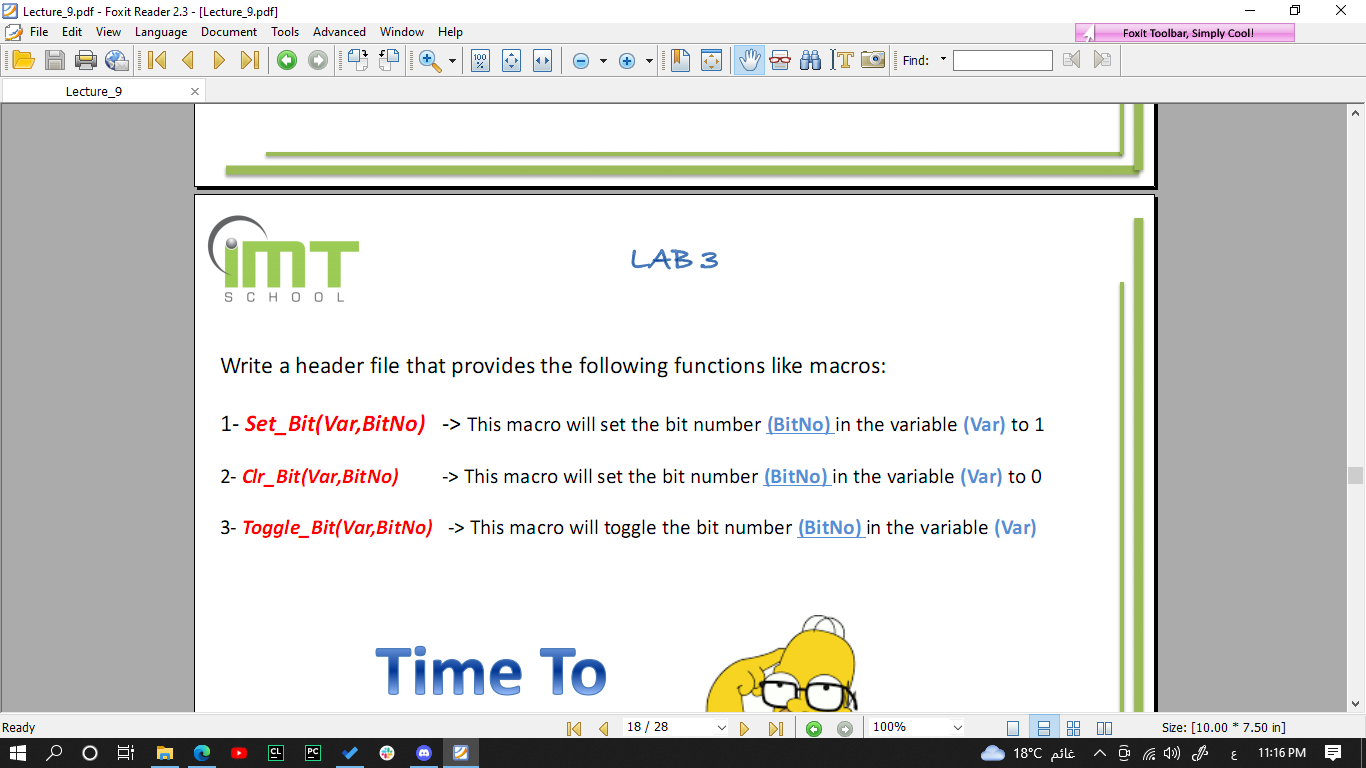 Lecture_9.pdf - Foxit Reader 2.3 - [Lecture_9.pdf]
File Edit View Language Document Tools Advanced Window Help
Foxit Toolbar, Simply Cool!
100 %
Find:
Lecture_9
iMT
SCHOOL
LAB 3
Write a header file that provides the following functions like macros:
1- Set_Bit(Var,BitNo) -> This macro will set the bit number (BitNo) in the variable (Var) to 1
2- Clr_Bit(Var,BitNo) -> This macro will set the bit number (BitNo) in the variable (Var) to 0
3- Toggle_Bit(Var,BitNo) -> This macro will toggle the bit number (BitNo) in the variable (Var)
Time To
Ready
18 / 28
100%
Size: [10.00 * 7.50 in]
CL
PC
18°C غائم
ع
11:16 PM